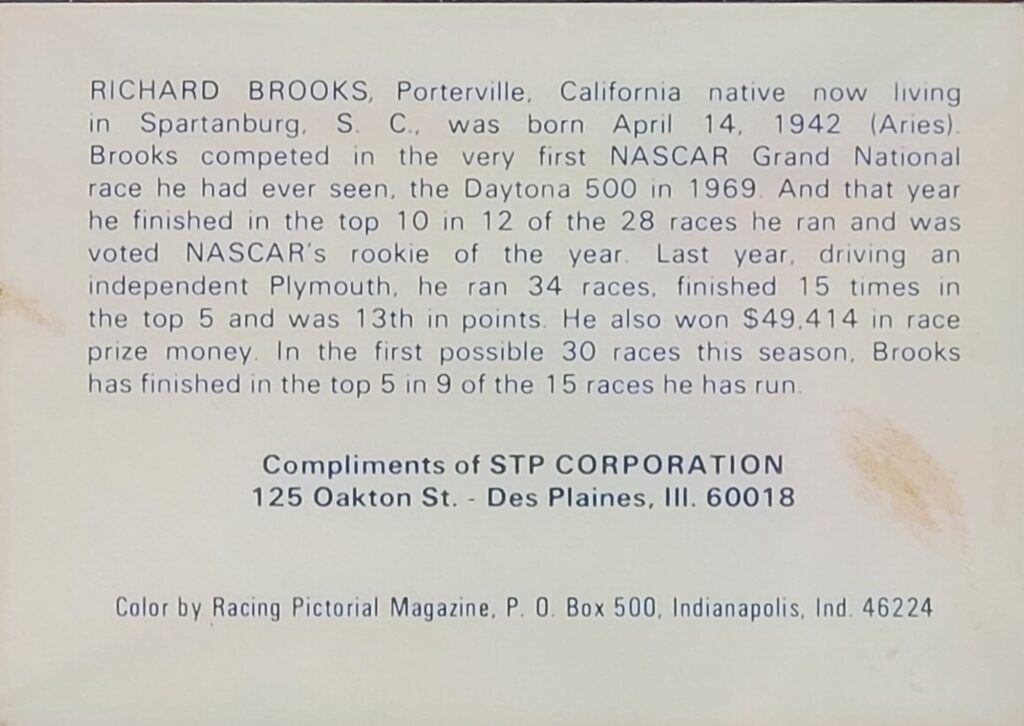 RICHARD BROOKS, Porterville, California native now living
in Spartanburg, S. C., was born April 14, 1942 (Aries).
Brooks competed in the very first NASCAR Grand National
race he had ever seen, the Daytona 500 in 1969. And that year
he finished in the top 10 in 12 of the 28 races he ran and was
voted NASCAR's rookie of the year. Last year, driving an
independent Plymouth, he ran 34 races, finished 15 times in
the top 5 and was 13th in points. He also won $49,414 in race
prize money. In the first possible 30 races this season, Brooks
has finished in the top 5 in 9 of the 15 races he has run.
Compliments of STP CORPORATION
125 Oakton St. - Des Plaines, Ill. 60018
Color by Racing Pictorial Magazine, P. O. Box 500, Indianapolis, Ind. 46224